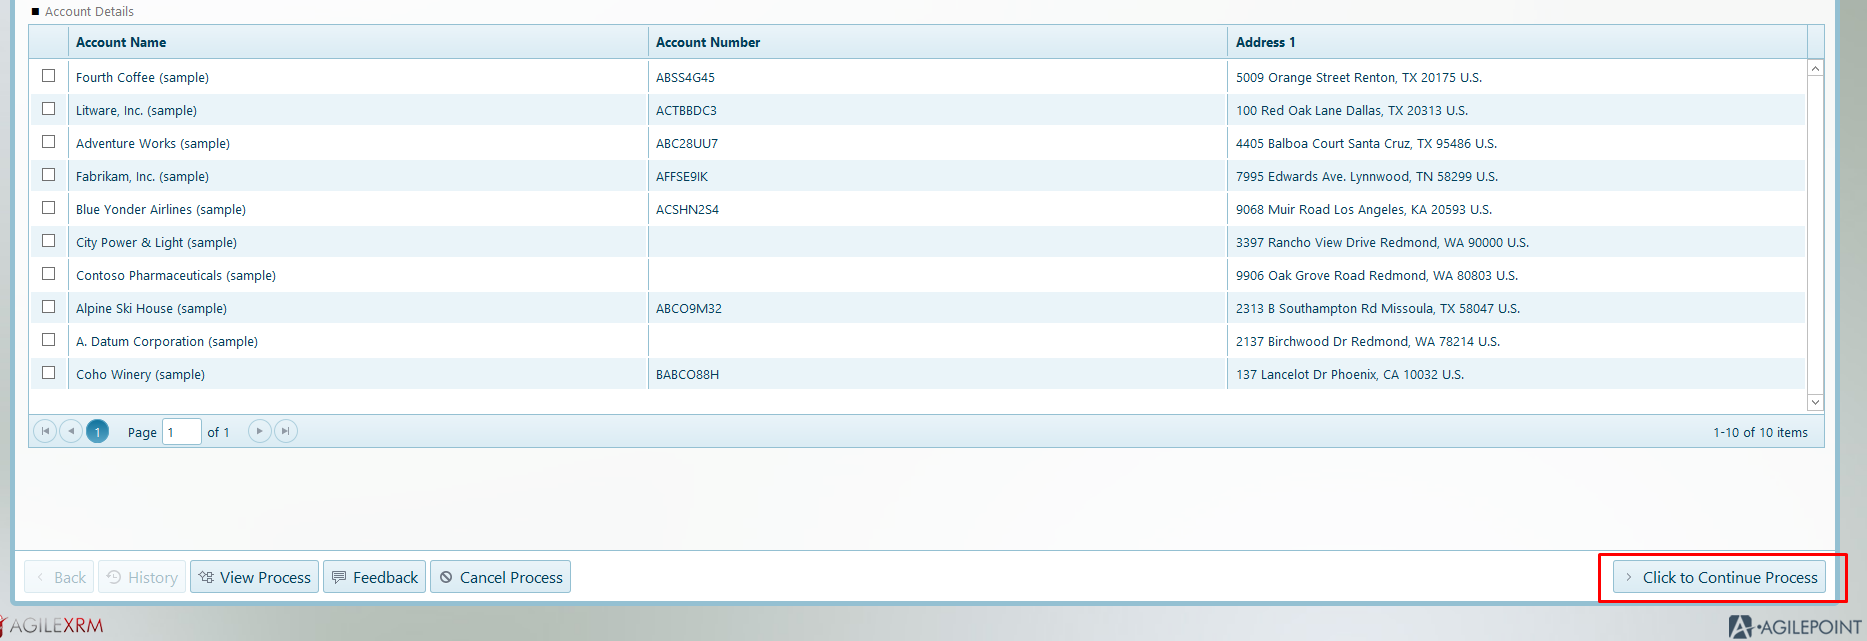 Account Details
Account Name Account Number Address 1
Fourth Coffee (sample) ABSS4G45 5009 Orange Street Renton, TX 20175 U.S.
Litware, Inc. (sample) ACTBBDC3 100 Red Oak Lane Dallas, TX 20313 U.S.
Adventure Works (sample) ABC28UU7 4405 Balboa Court Santa Cruz, TX 95486 U.S.
Fabrikam, Inc. (sample) AFFSE9IK 7995 Edwards Ave. Lynnwood, TN 58299 U.S.
Blue Yonder Airlines (sample) ACSHN2S4 9068 Muir Road Los Angeles, KA 20593 U.S.
City Power & Light (sample) 3397 Rancho View Drive Redmond, WA 90000 U.S.
Contoso Pharmaceuticals (sample) 9906 Oak Grove Road Redmond, WA 80803 U.S.
Alpine Ski House (sample) ABCO9M32 2313 B Southampton Rd Missoula, TX 58047 U.S.
A. Datum Corporation (sample) 2137 Birchwood Dr Redmond, WA 78214 U.S.
Coho Winery (sample) BABCO88H 137 Lancelot Dr Phoenix, CA 10032 U.S.
1 Page 1 of 1 1-10 of 10 items
Back History View Process Feedback Cancel Process Click to Continue Process
AGILEXRM AGILEPOINT